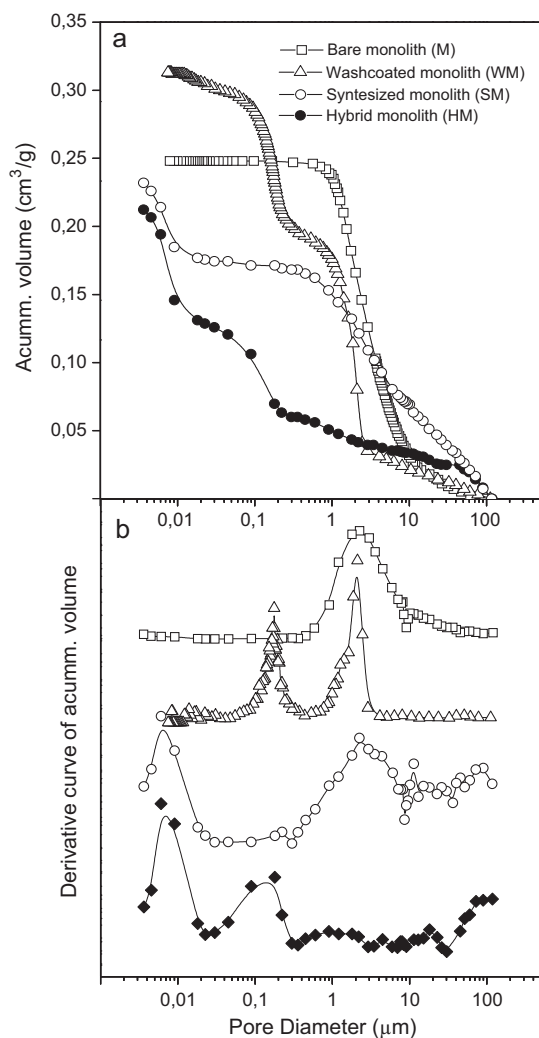 a
Bare monolith (M)
Washcoated monolith (WM)
Syntesized monolith (SM)
Hybrid monolith (HM)
0,35
0,30
0,25
0,20
0,15
0,10
0,05
Acumm. volume (cm³/g)
0,01 0,1 1 10 100
b
Derivative curve of acumm. volume
0,01 0,1 1 10 100
Pore Diameter (μm)